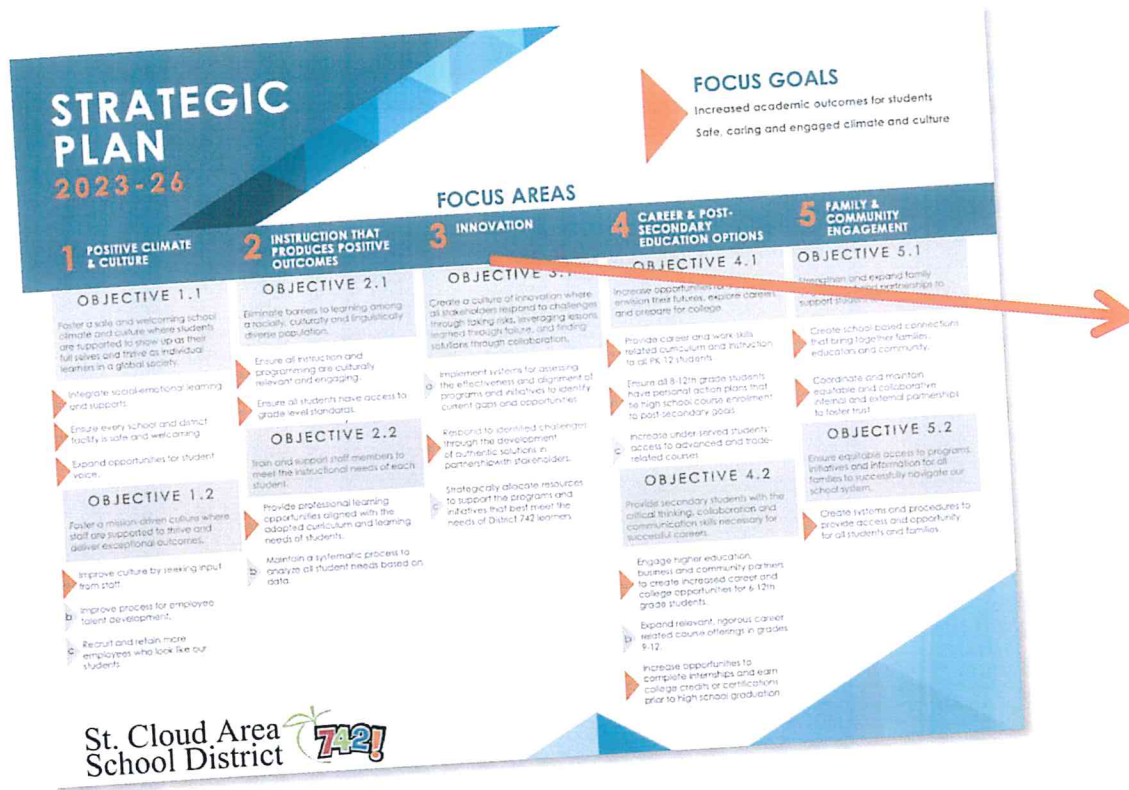 STRATEGIC
PLAN
2023-26
FOCUS GOALS
Increased academic outcomes for students
Safe, caring and engaged climate and culture
FOCUS AREAS
1 POSITIVE CLIMATE
& CULTURE
OBJECTIVE 1.1
Foster a safe and welcoming school
climate and culture where students
are supported to show up as their
full selves and thrive as individual
learners in a global society.
Integrate social-emotional learning
and supports
Ensure every school and district
facility is safe and welcoming
Expand opportunities for student
voice.
OBJECTIVE 1.2
Foster a mission driven culture where
staff are supported to thrive and
deliver exceptional outcomes.
Improve culture by seeking input
from staff.
b Improve process for employee
talent development.
c Recruit and retain more
employees who look like our
students
2 INSTRUCTION THAT
PRODUCES POSITIVE
OUTCOMES
OBJECTIVE 2.1
Eliminate barriers to learning among
a racially, culturally and linguistically
diverse population.
Ensure all instruction and
programming are culturally
relevant and engaging.
Ensure all students have access to
grade level standards.
OBJECTIVE 2.2
Train and support staff members to
meet the instructional needs of each
student.
Provide professional learning
opportunities aligned with the
adopted curriculum and learning
needs of students.
b Maintain a systematic process to
analyze all student needs based on
data.
3 INNOVATION
OBJECTIVE 3.1
Create a culture of innovation where
all stakeholders respond to challenges
through taking risks, leveraging lessons
learned through failure, and finding
solutions through collaboration.
a Implement systems for assessing
the effectiveness and alignment of
programs and initiatives to identify
current gaps and opportunities
Respond to identified challenges
through the development
of authentic solutions in
partnership with stakeholders.
c Strategically allocate resources
to support the programs and
initiatives that best meet the
needs of District 742 learners
4 CAREER & POST-
SECONDARY
EDUCATION OPTIONS
OBJECTIVE 4.1
Increase opportunities for
envision their futures, explore careers
and prepare for college.
Provide career and work skills
related curriculum and instruction
to all PK-12 students
Ensure all 8-12th grade students
have personal action plans that
tie high school course enrollment
to post-secondary goals
c Increase under-served students'
access to advanced and trade-
related courses
OBJECTIVE 4.2
Provide secondary students with the
critical thinking, collaboration and
communication skills necessary for
successful careers.
Engage higher education,
business and community partners
to create increased career and
college opportunities for 6-12th
grade students.
b Expand relevant, rigorous career
related course offerings in grades
9-12.
Increase opportunities to
complete internships and earn
college credits or certifications
prior to high school graduation
5 FAMILY &
COMMUNITY
ENGAGEMENT
OBJECTIVE 5.1
Strengthen and expand family
partnerships to
support student
Create school-based connections
that bring together families,
educators and community.
Coordinate and maintain
equitable and collaborative
internal and external partnerships
to foster trust
OBJECTIVE 5.2
Ensure equitable access to programs,
initiatives and information for all
families to successfully navigate our
school system.
Create systems and procedures to
provide access and opportunity
for all students and families.
St. Cloud Area
School District
742!